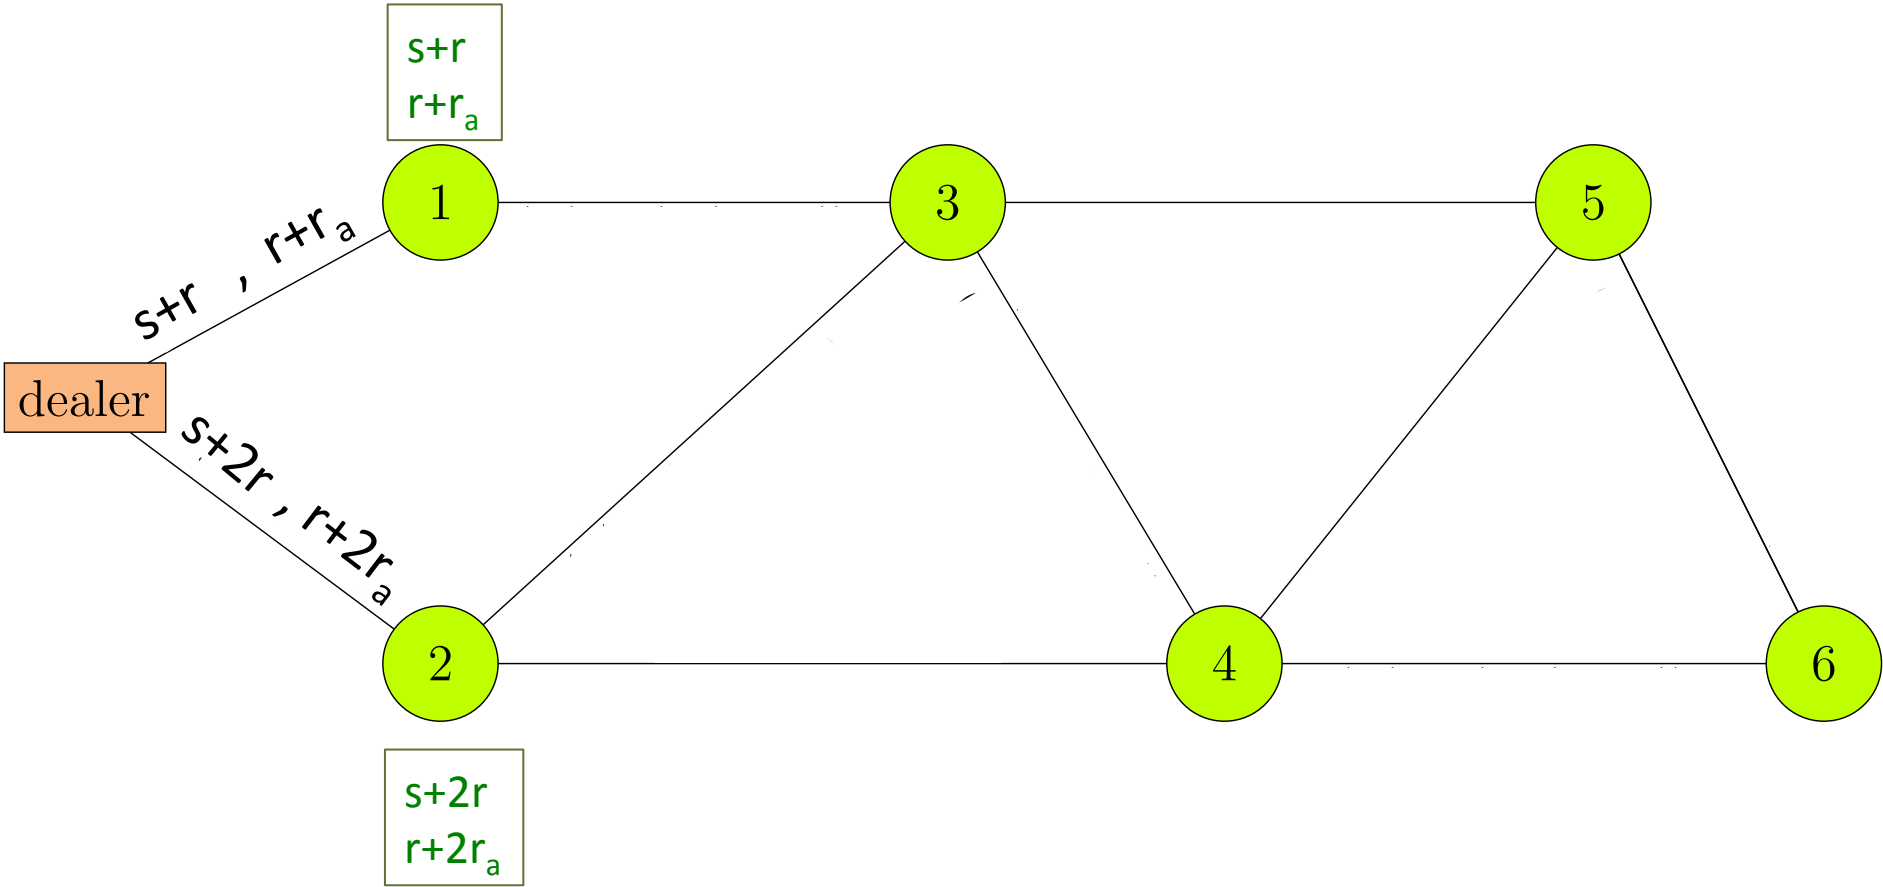 s+r
r+rₐ
1
3
5
s+r , r+rₐ
dealer
s+2r , r+2rₐ
2
4
6
s+2r
r+2rₐ